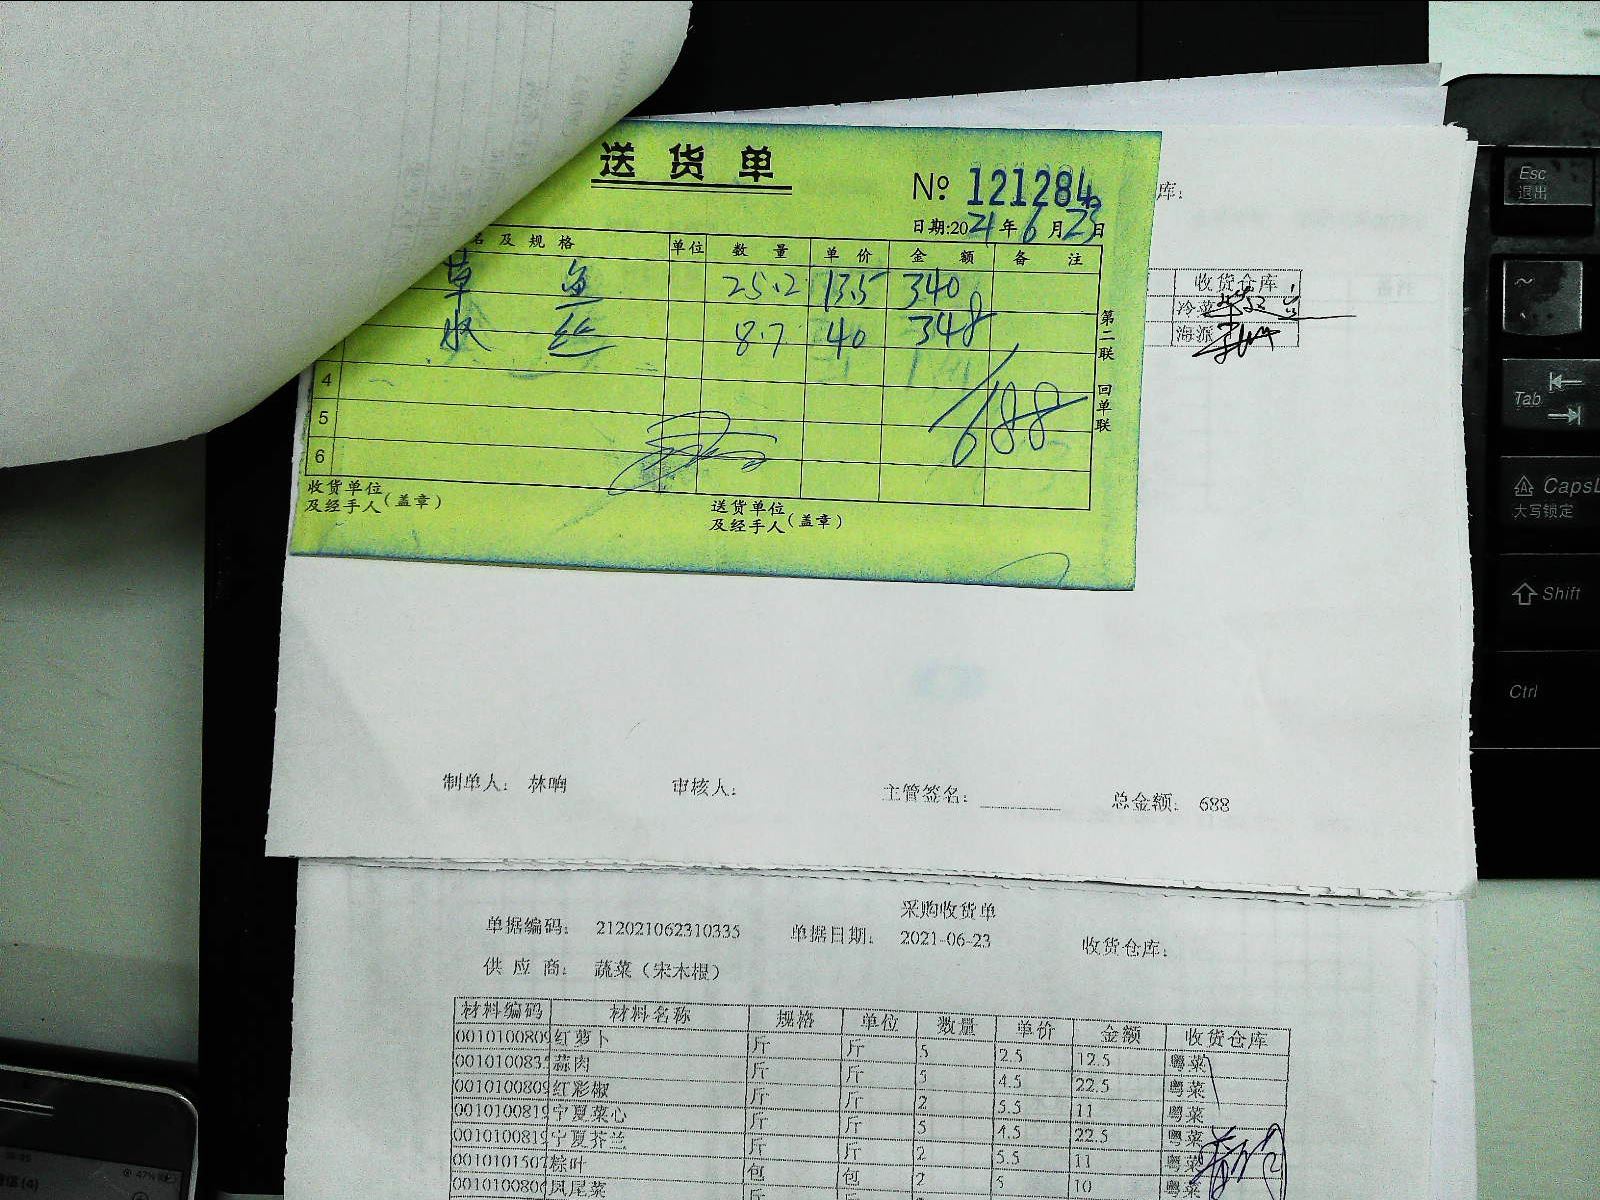 送货单
№ 121284
日期:2021年6月23日
名及规格 单位 数量 单价 金额 备注
草鱼 25.2 13.5 340
水丝 8.7 40 348
4
5
6
688
收货单位
及经手人(盖章)
送货单位
及经手人(盖章)
第二联 回单联
库:
收货仓库
冷菜
海派
制单人: 林晌 审核人: 主管签名: 总金额: 688
采购收货单
单据编码: 212021062310335 单据日期: 2021-06-23 收货仓库:
供应商: 蔬菜(宋木根)
材料编码 材料名称 规格 单位 数量 单价 金额 收货仓库
0010100809 红萝卜 斤 斤 5 2.5 12.5 粤菜
001010083 蒜肉 斤 斤 5 4.5 22.5 粤菜
0010100809 红彩椒 斤 斤 2 5.5 11 粤菜
0010100819 宁夏菜心 斤 斤 5 4.5 22.5 粤菜
0010100819 宁夏芥兰 斤 斤 2 5.5 11 粤菜
001010150 粽叶 包 包 2 5 10 粤菜
001010080 凤尾菜 斤
Esc
退出
~
Tab
CapsL
大写锁定
Shift
Ctrl
47%